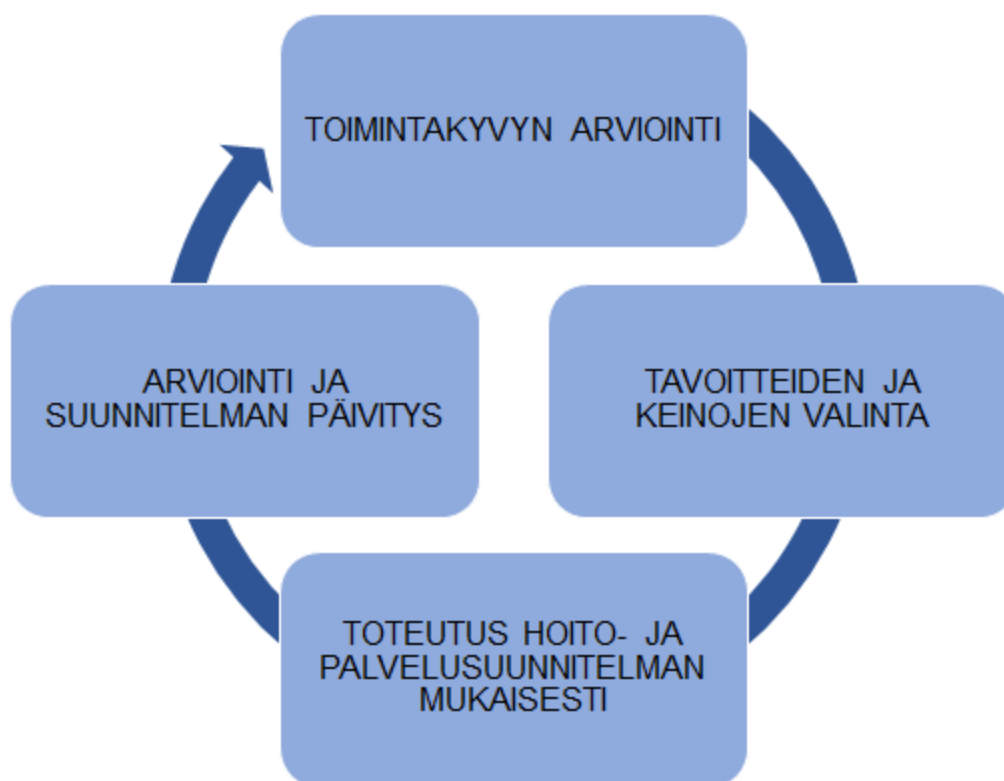 TOIMINTAKYVYN ARVIOINTI
TAVOITTEIDEN JA
KEINOJEN VALINTA
TOTEUTUS HOITO- JA
PALVELUSUUNNITELMAN
MUKAISESTI
ARVIOINTI JA
SUUNNITELMAN PÄIVITYS